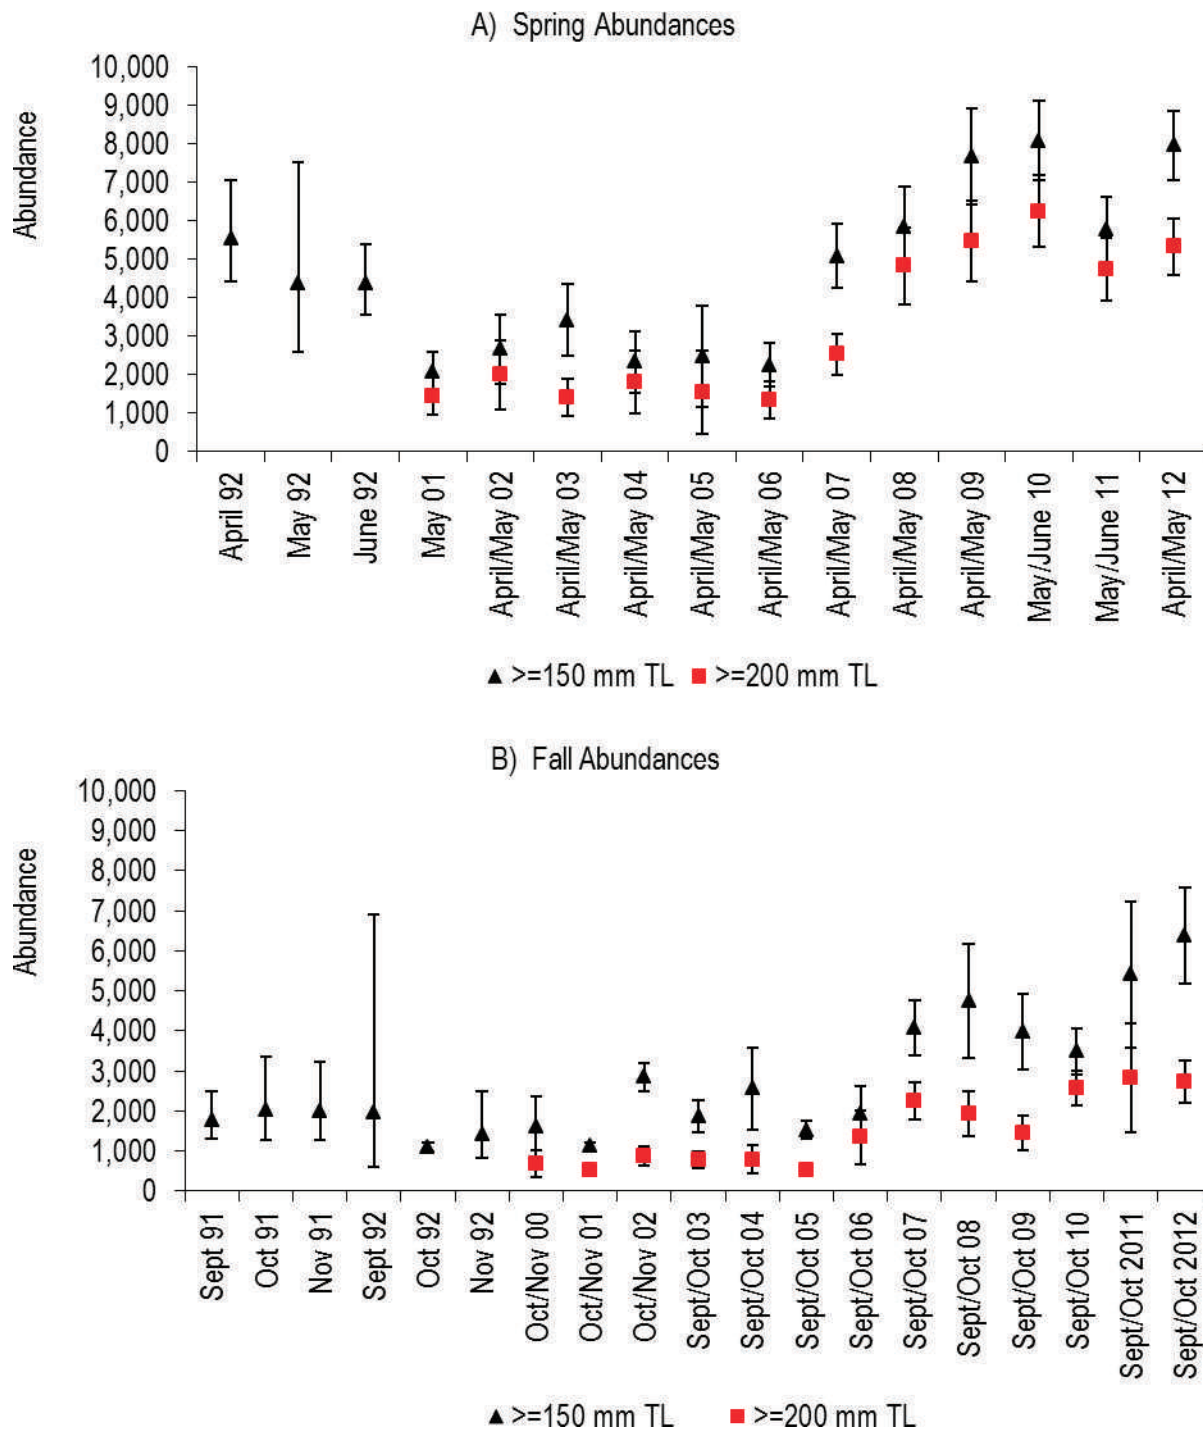 A) Spring Abundances
Abundance
10,000
9,000
8,000
7,000
6,000
5,000
4,000
3,000
2,000
1,000
0
April 92
May 92
June 92
May 01
April/May 02
April/May 03
April/May 04
April/May 05
April/May 06
April/May 07
April/May 08
April/May 09
May/June 10
May/June 11
April/May 12
>=150 mm TL >=200 mm TL
B) Fall Abundances
Abundance
10,000
9,000
8,000
7,000
6,000
5,000
4,000
3,000
2,000
1,000
0
Sept 91
Oct 91
Nov 91
Sept 92
Oct 92
Nov 92
Oct/Nov 00
Oct/Nov 01
Oct/Nov 02
Sept/Oct 03
Sept/Oct 04
Sept/Oct 05
Sept/Oct 06
Sept/Oct 07
Sept/Oct 08
Sept/Oct 09
Sept/Oct 10
Sept/Oct 2011
Sept/Oct 2012
>=150 mm TL >=200 mm TL